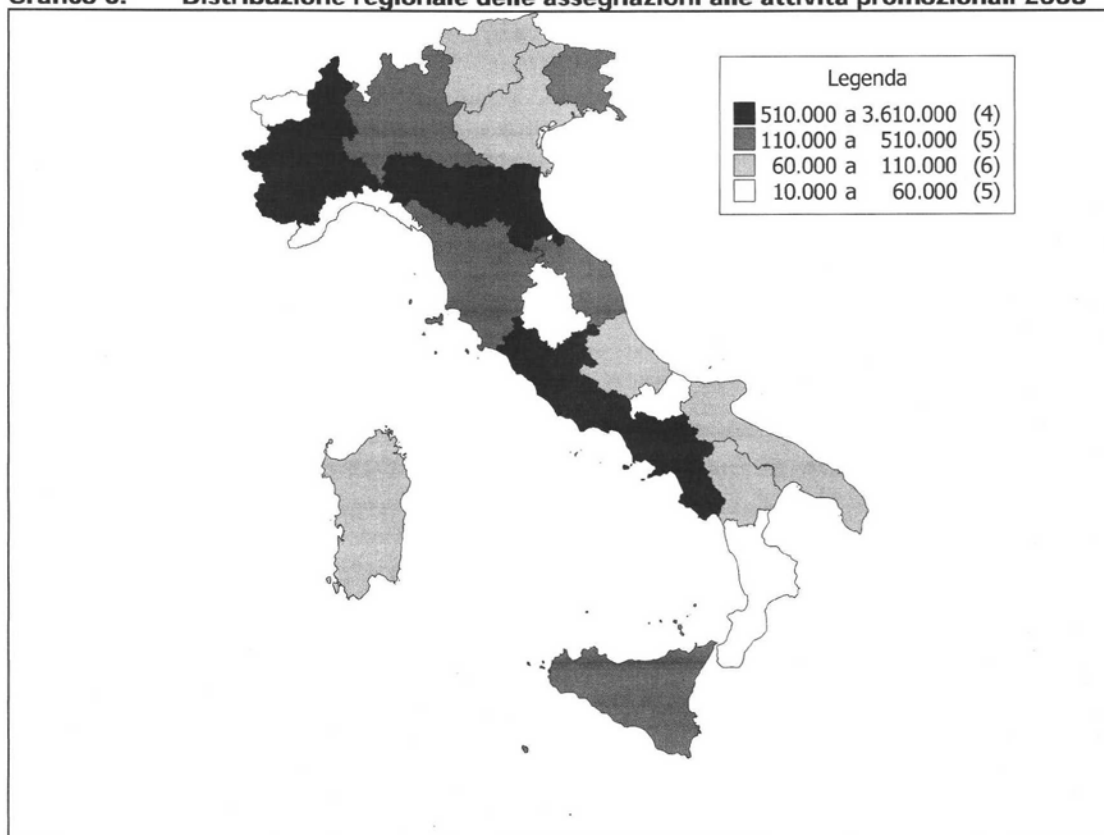 Grafico Distribuzione regionale delle assegnazioni alle attività promozionali
Legenda
510.000 a 3.610.000 (4)
110.000 a 510.000 (5)
60.000 a 110.000 (6)
10.000 a 60.000 (5)